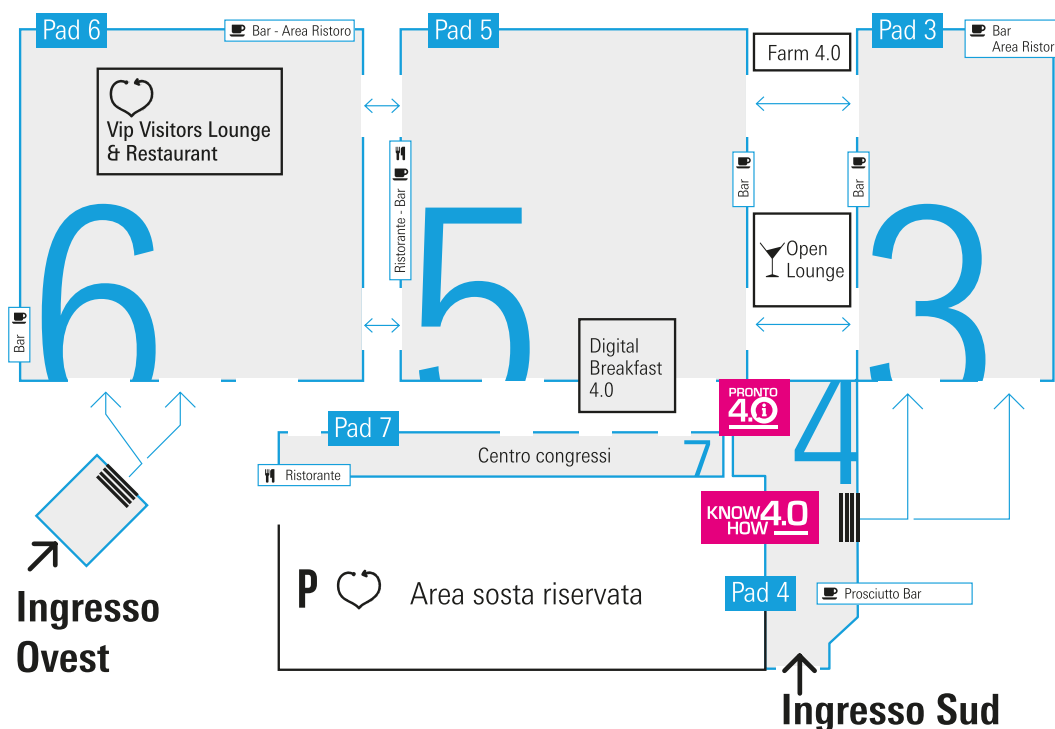 Pad 6
Bar - Area Ristoro
Pad 5
Farm 4.0
Pad 3
Bar
Area Ristor
Vip Visitors Lounge
& Restaurant
Ristorante - Bar
Bar
Bar
Open
Lounge
6
5
3
Bar
Digital
Breakfast
4.0
PRONTO
4.0
4
Pad 7
Centro congressi
7
Ristorante
KNOW
HOW
4.0
P
Area sosta riservata
Pad 4
Prosciutto Bar
Ingresso
Ovest
Ingresso Sud